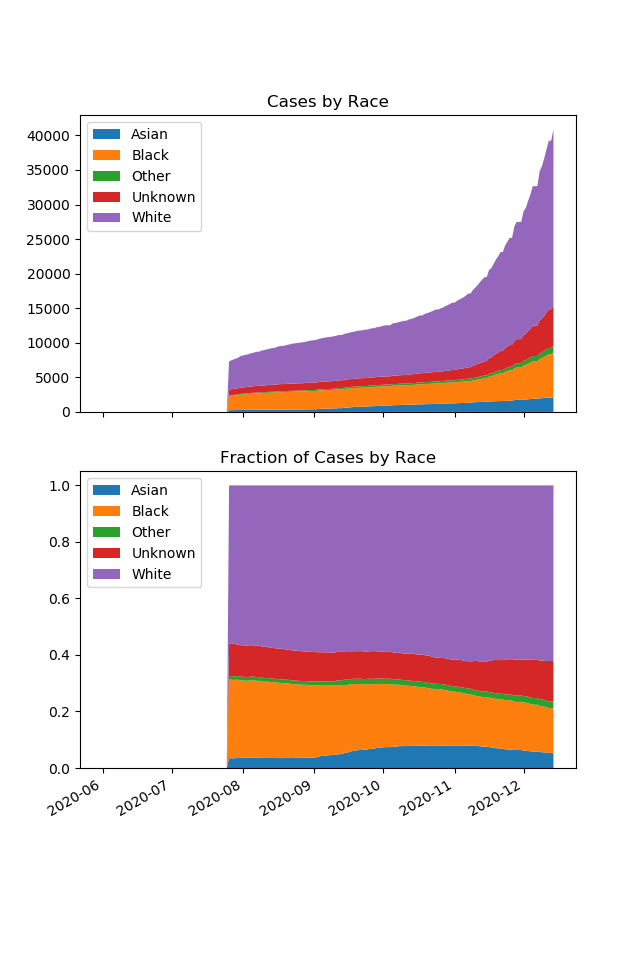 Cases by Race
40000
35000
30000
25000
20000
15000
10000
5000
0
Asian
Black
Other
Unknown
White
Fraction of Cases by Race
1.0
0.8
0.6
0.4
0.2
0.0
Asian
Black
Other
Unknown
White
2020-06
2020-07
2020-08
2020-09
2020-10
2020-11
2020-12